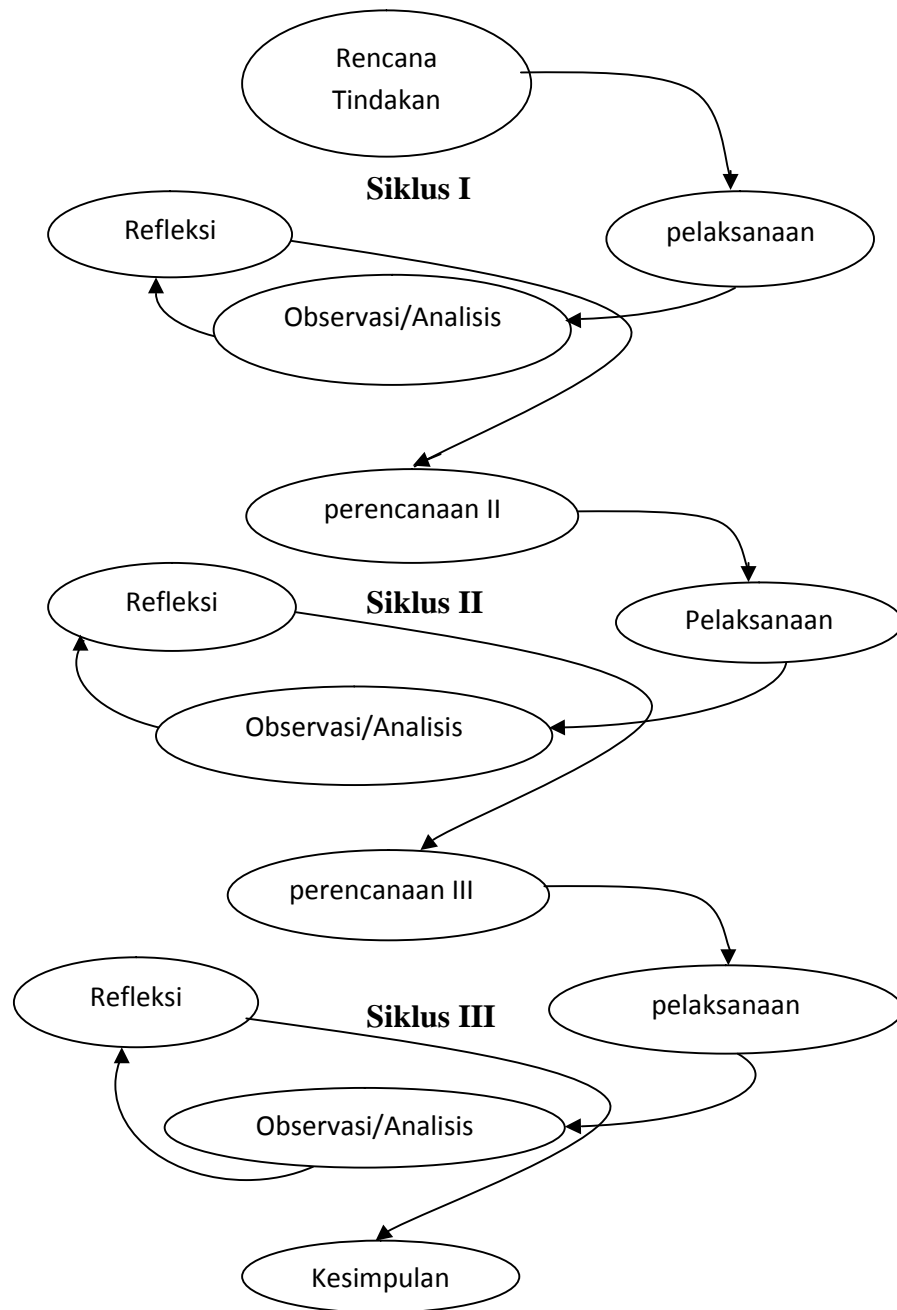 Rencana
Tindakan
Siklus I
Refleksi
pelaksanaan
Observasi/Analisis
perencanaan II
Refleksi
Siklus II
Pelaksanaan
Observasi/Analisis
perencanaan III
Refleksi
Siklus III
pelaksanaan
Observasi/Analisis
Kesimpulan